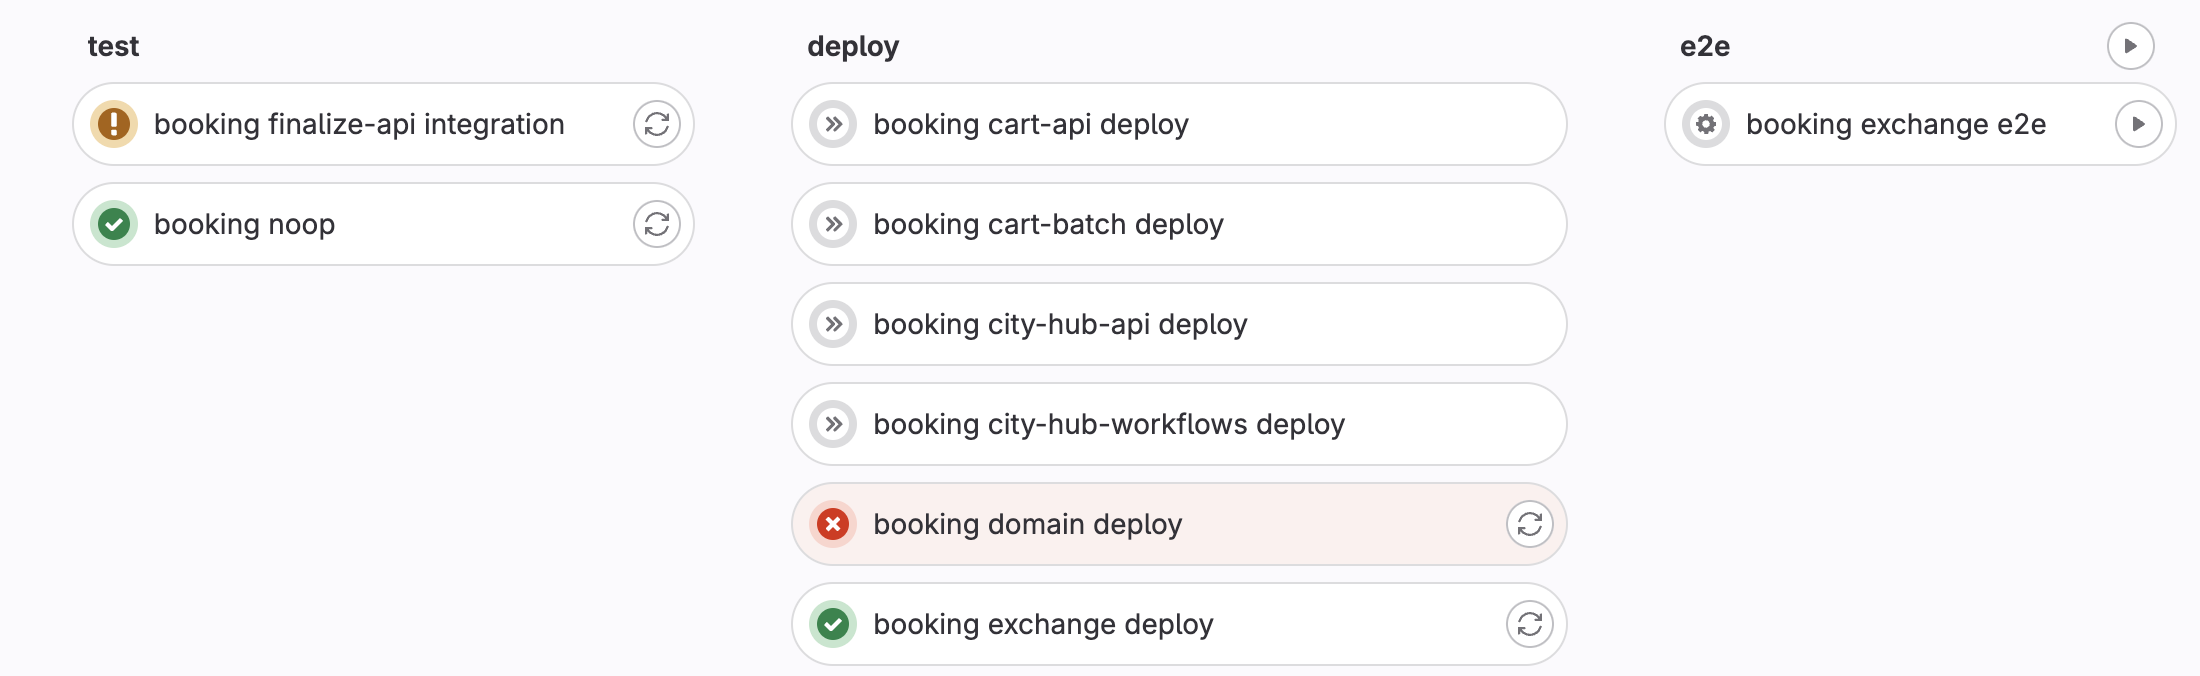 test
booking finalize-api integration
booking noop
deploy
booking cart-api deploy
booking cart-batch deploy
booking city-hub-api deploy
booking city-hub-workflows deploy
booking domain deploy
booking exchange deploy
e2e
booking exchange e2e